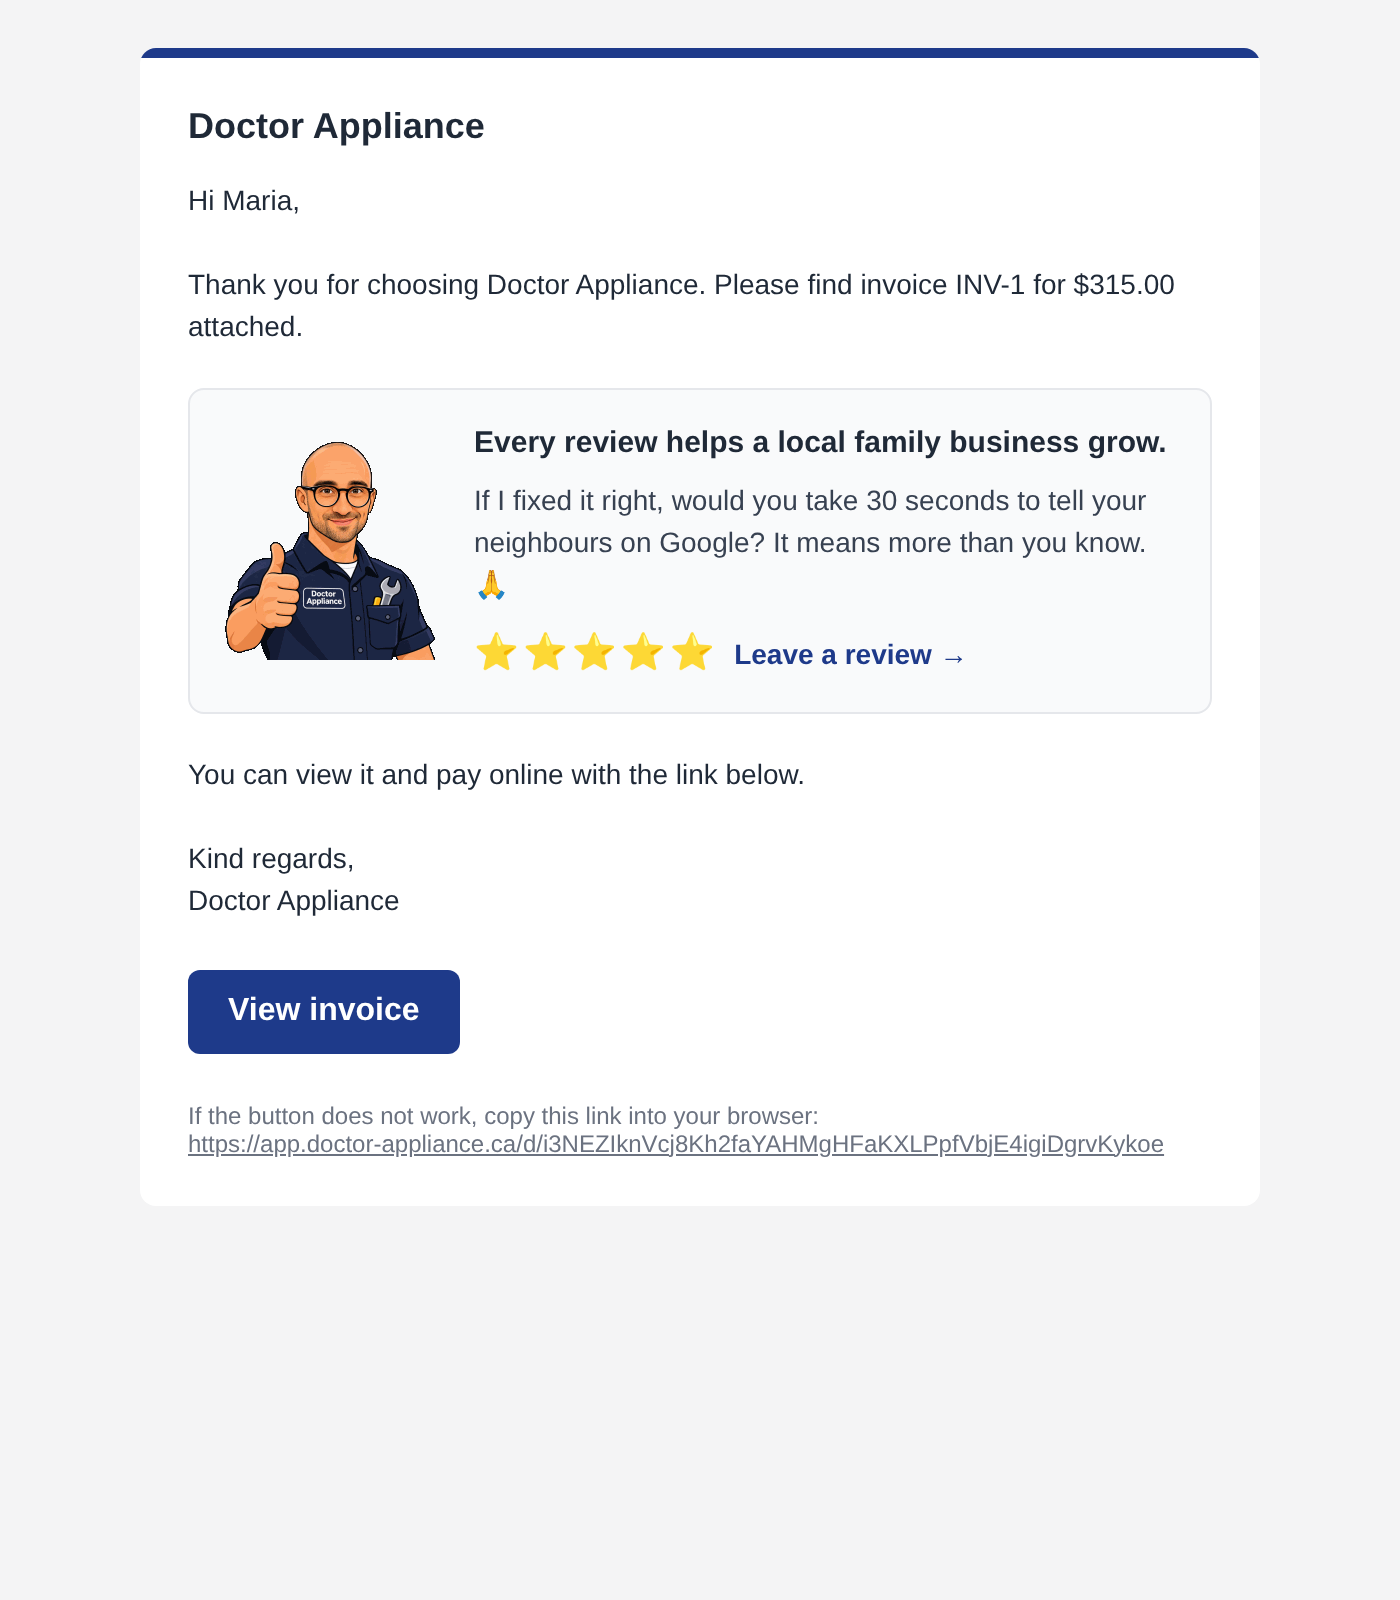 Doctor Appliance
Hi Maria,
Thank you for choosing Doctor Appliance. Please find invoice INV-1 for $315.00
attached.
Every review helps a local family business grow.
If I fixed it right, would you take 30 seconds to tell your
neighbours on Google? It means more than you know.
🙏
Doctor
Appliance
⭐⭐⭐⭐⭐ Leave a review →
You can view it and pay online with the link below.
Kind regards,
Doctor Appliance
View invoice
If the button does not work, copy this link into your browser:
https://app.doctor-appliance.ca/d/i3NEZIknVcj8Kh2faYAHMgHFaKXLPpfVbjE4igiDgrvKykoe